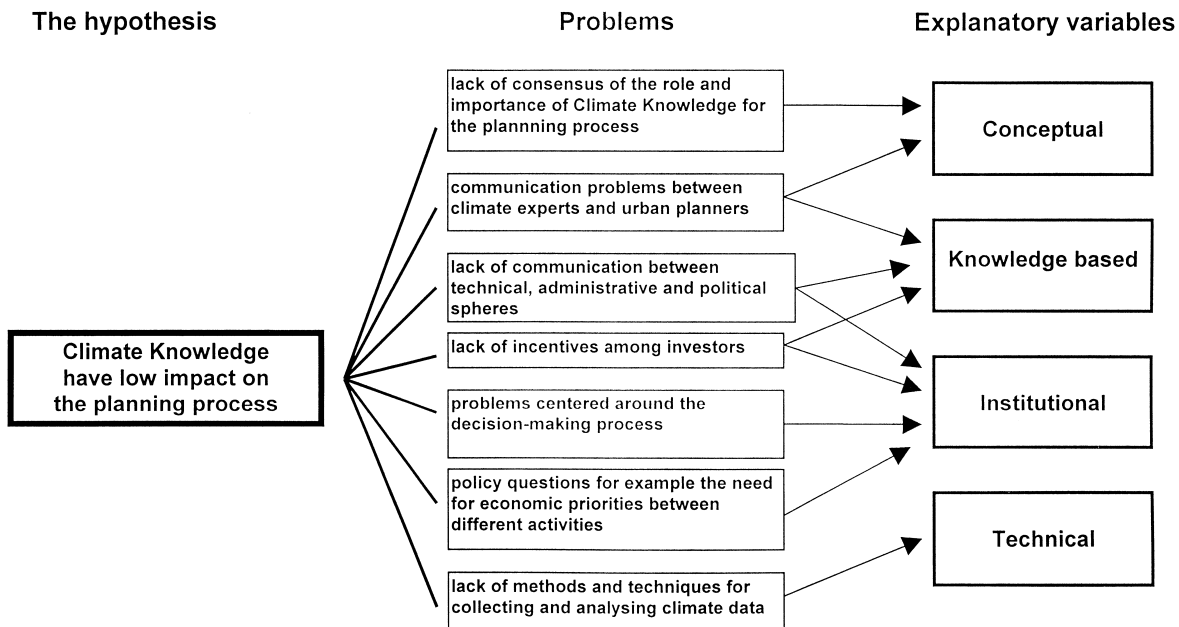 The hypothesis
Problems
Explanatory variables
lack of consensus of the role and
importance of Climate Knowledge for
the plannning process
communication problems between
climate experts and urban planners
lack of communication between
technical, administrative and political
spheres
lack of incentives among investors
problems centered around the
decision-making process
policy questions for example the need
for economic priorities between
different activities
lack of methods and techniques for
collecting and analysing climate data
Climate Knowledge
have low impact on
the planning process
Conceptual
Knowledge based
Institutional
Technical